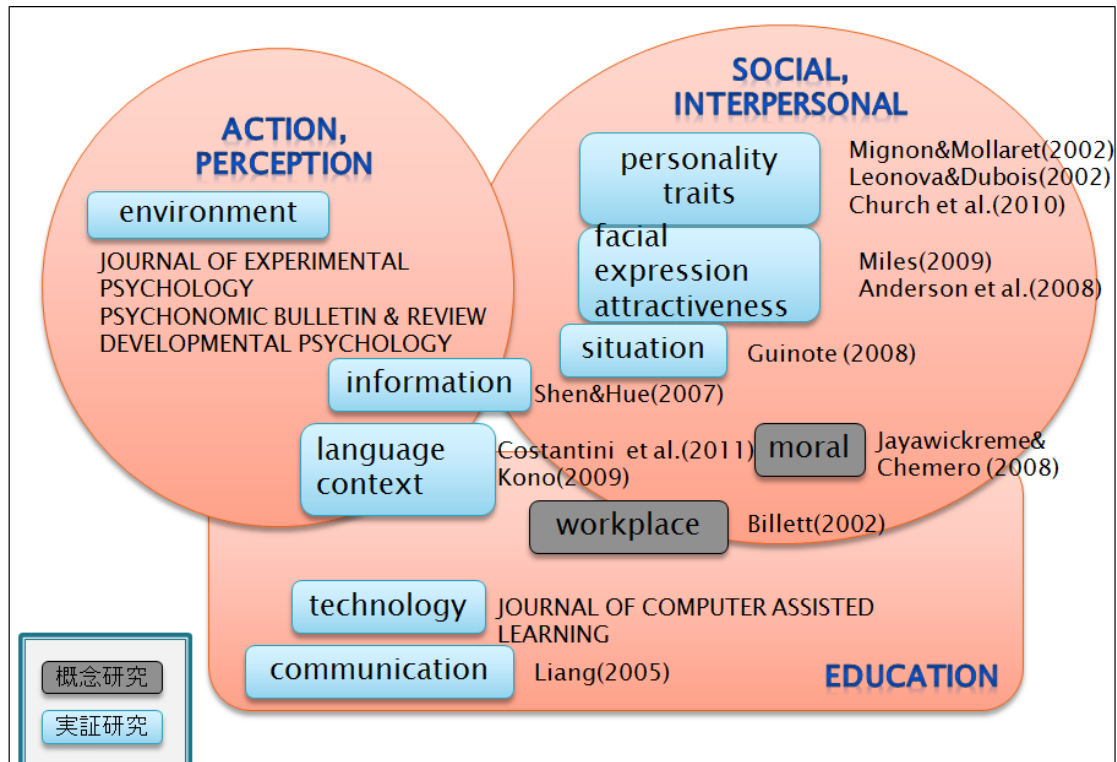 ACTION,
PERCEPTION
environment
JOURNAL OF EXPERIMENTAL
PSYCHOLOGY
PSYCHONOMIC BULLETIN & REVIEW
DEVELOPMENTAL PSYCHOLOGY
SOCIAL,
INTERPERSONAL
personality
traits
Mignon&Mollaret(2002)
Leonova&Dubois(2002)
Church et al.(2010)
facial
expression
attractiveness
Miles(2009)
Anderson et al.(2008)
situation
Guinote (2008)
information
Shen&Hue(2007)
language
context
Costantini et al.(2011)
Kono(2009)
moral
Jayawickreme&
Chemero (2008)
workplace
Billett(2002)
technology
JOURNAL OF COMPUTER ASSISTED
LEARNING
communication
Liang(2005)
EDUCATION
概念研究
実証研究